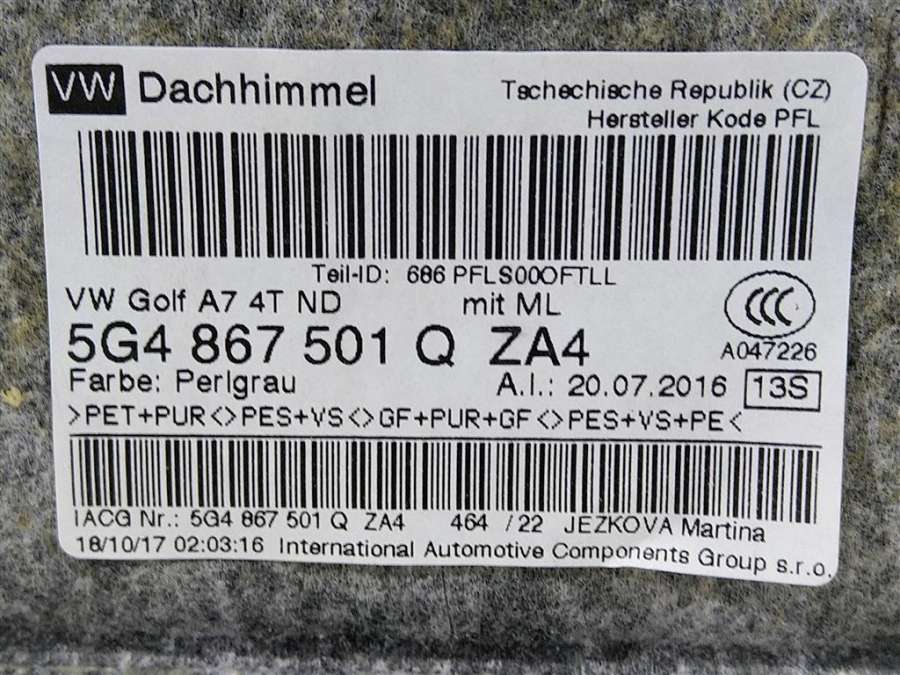 VW Dachhimmel
Tschechische Republik (CZ)
Hersteller Kode PFL
Teil-ID: 686 PFLS00OFTLL
VW Golf A7 4T ND mit ML
CCC
5G4 867 501 Q ZA4
A047226
Farbe: Perlgrau A.I.: 20.07.2016 13S
>PET+PUR<>PES+VS<>GF+PUR+GF<>PES+VS+PE<
IACG Nr.: 5G4 867 501 Q ZA4 464 /22 JEZKOVA Martina
18/10/17 02:03:16 International Automotive Components Group s.r.o.